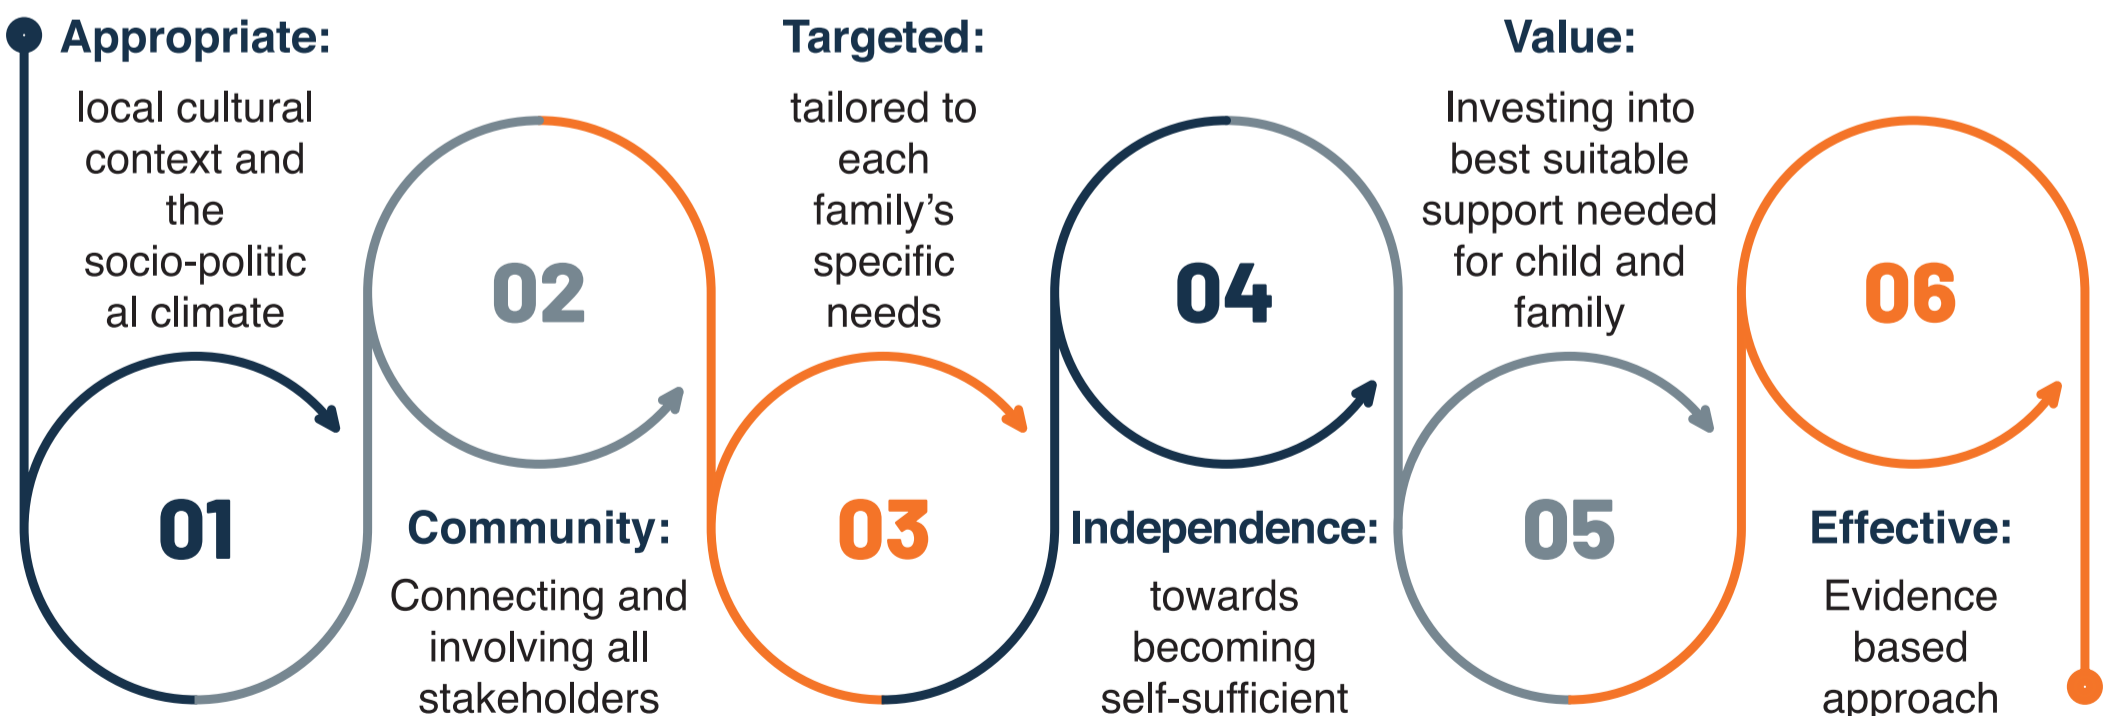 Appropriate:
local cultural
context and
the
socio-politic
al climate
01
02
Community:
Connecting and
involving all
stakeholders
Targeted:
tailored to
each
family’s
specific
needs
03
04
Independence:
towards
becoming
self-sufficient
Value:
Investing into
best suitable
support needed
for child and
family
05
06
Effective:
Evidence
based
approach